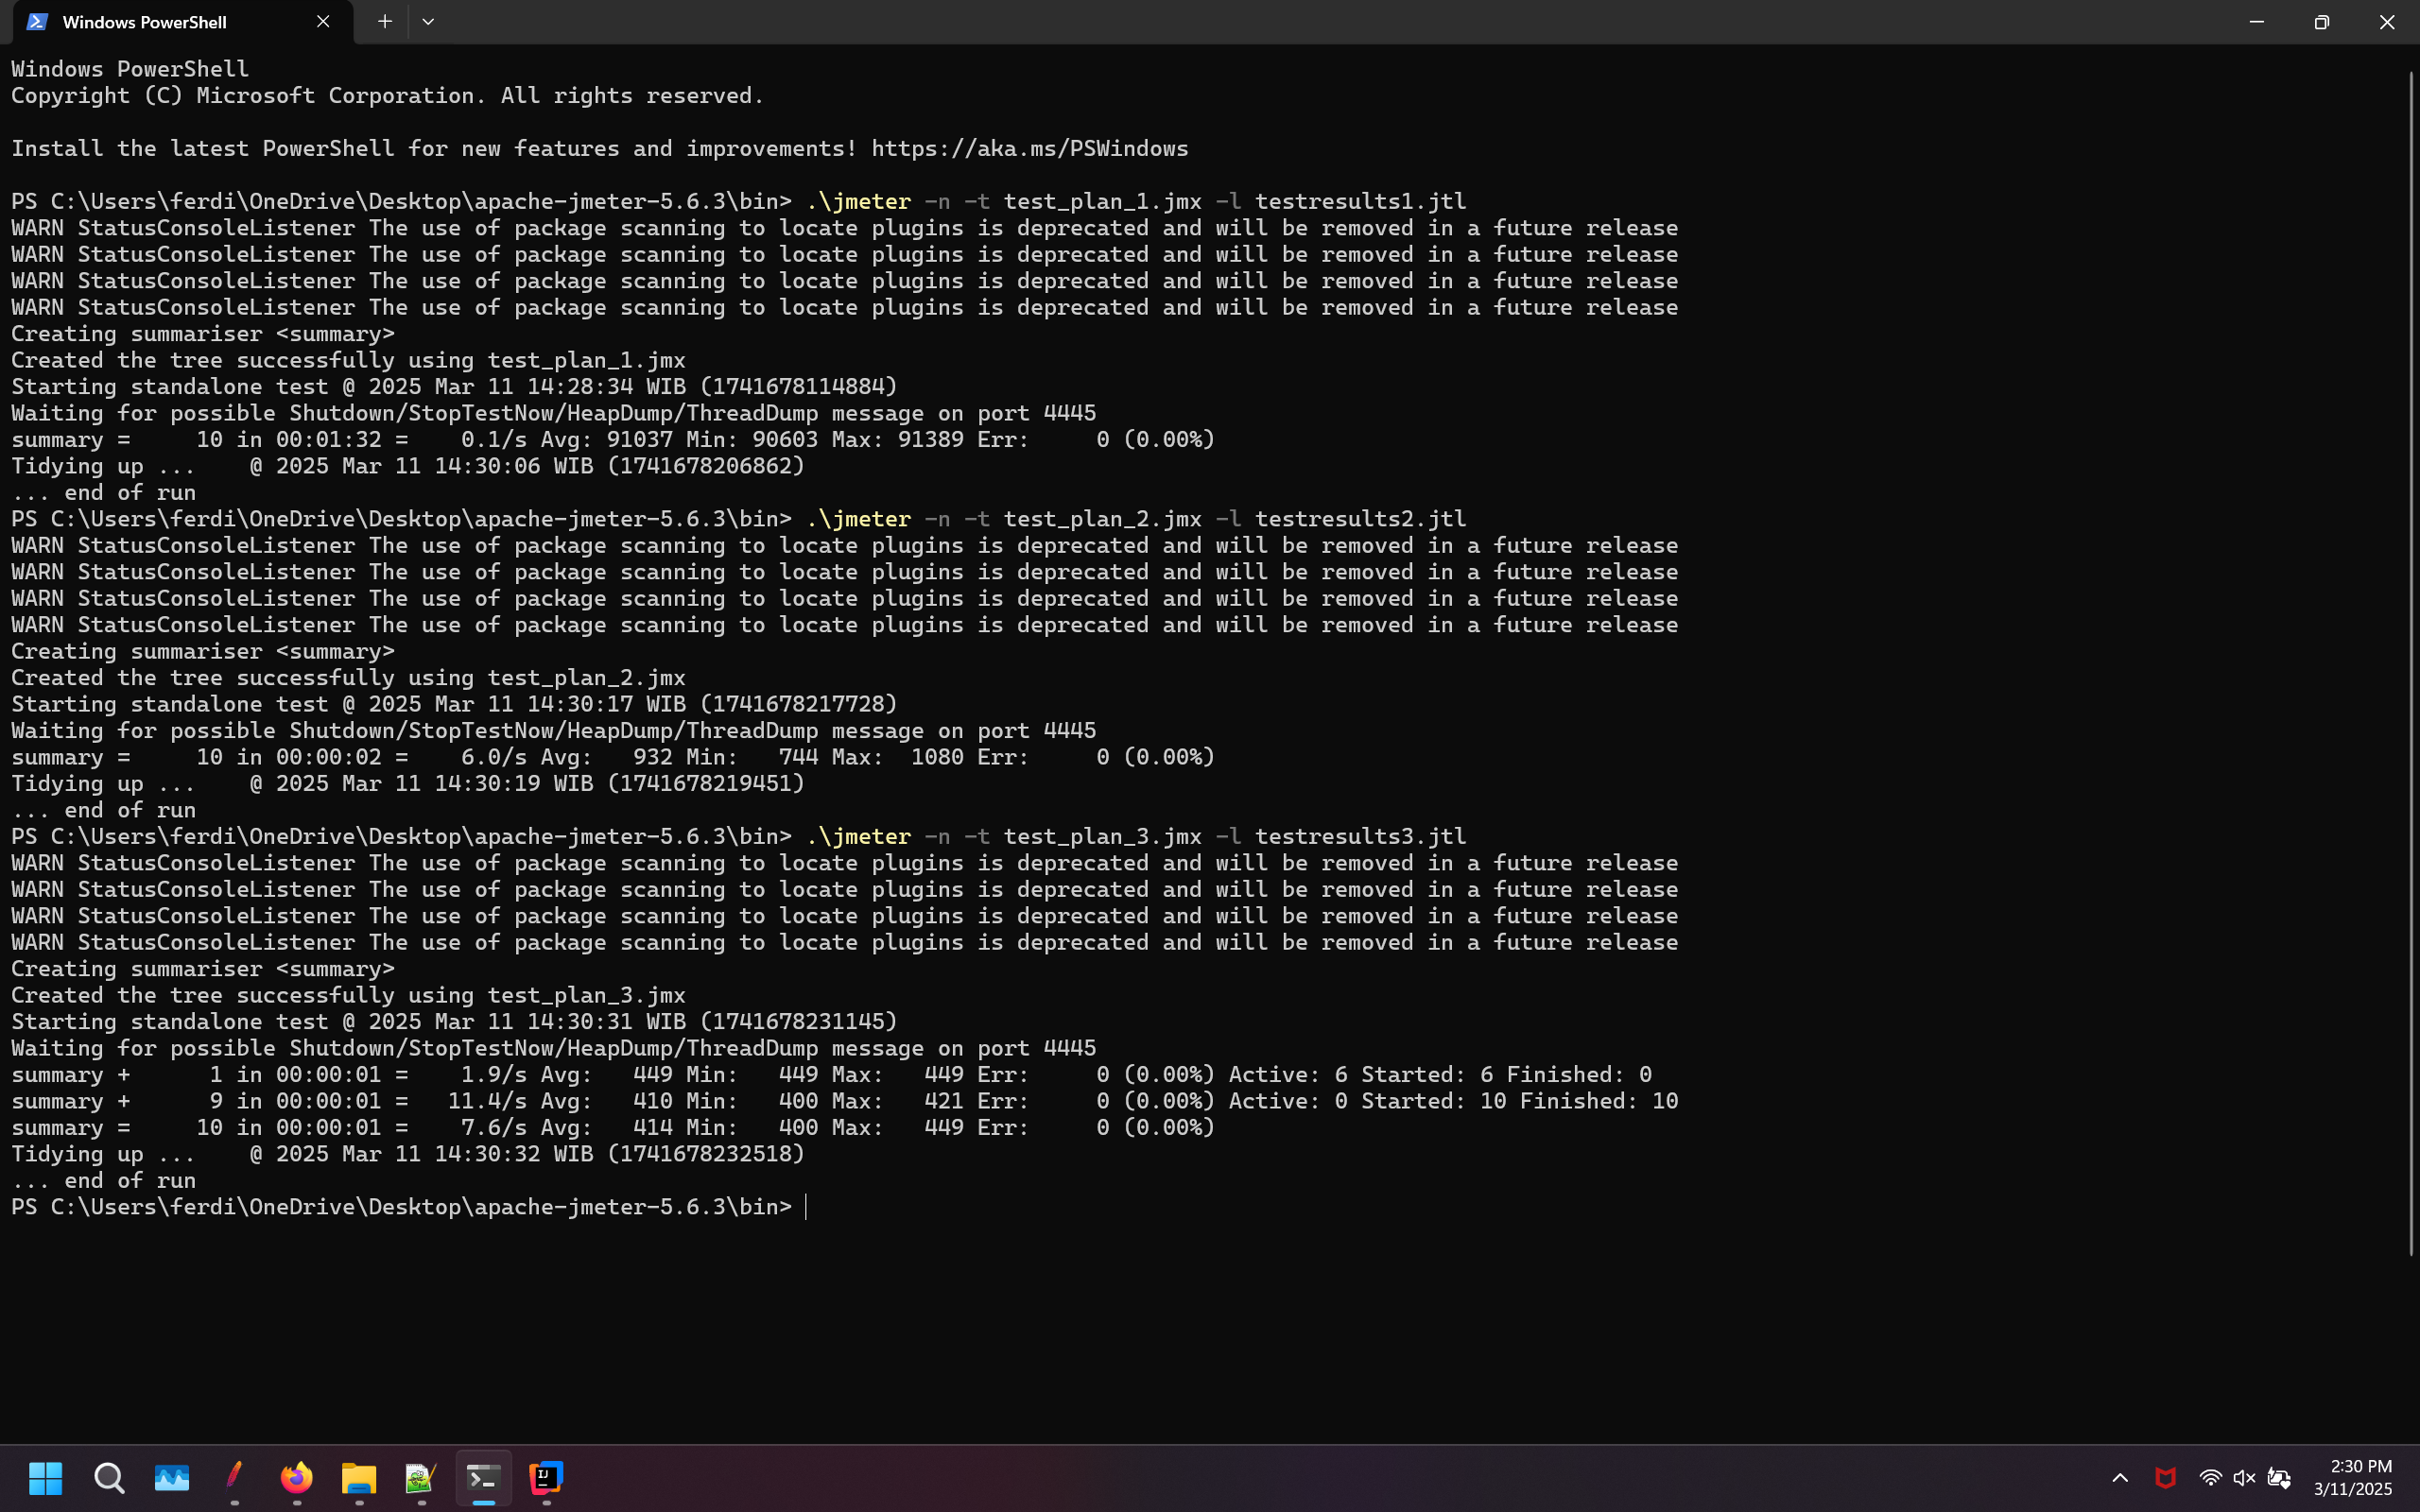 Windows PowerShell
Windows PowerShell
Copyright (C) Microsoft Corporation. All rights reserved.
Install the latest PowerShell for new features and improvements! https://aka.ms/PSWindows
PS C:\Users\ferdi\OneDrive\Desktop\apache-jmeter-5.6.3\bin> .\jmeter -n -t test_plan_1.jmx -l testresults1.jtl
WARN StatusConsoleListener The use of package scanning to locate plugins is deprecated and will be removed in a future release
WARN StatusConsoleListener The use of package scanning to locate plugins is deprecated and will be removed in a future release
WARN StatusConsoleListener The use of package scanning to locate plugins is deprecated and will be removed in a future release
WARN StatusConsoleListener The use of package scanning to locate plugins is deprecated and will be removed in a future release
Creating summariser <summary>
Created the tree successfully using test_plan_1.jmx
Starting standalone test @ 2025 Mar 11 14:28:34 WIB (1741678114884)
Waiting for possible Shutdown/StopTestNow/HeapDump/ThreadDump message on port 4445
summary =     10 in 00:01:32 =    0.1/s Avg: 91037 Min: 90603 Max: 91389 Err:     0 (0.00%)
Tidying up ...    @ 2025 Mar 11 14:30:06 WIB (1741678206862)
... end of run
PS C:\Users\ferdi\OneDrive\Desktop\apache-jmeter-5.6.3\bin> .\jmeter -n -t test_plan_2.jmx -l testresults2.jtl
WARN StatusConsoleListener The use of package scanning to locate plugins is deprecated and will be removed in a future release
WARN StatusConsoleListener The use of package scanning to locate plugins is deprecated and will be removed in a future release
WARN StatusConsoleListener The use of package scanning to locate plugins is deprecated and will be removed in a future release
WARN StatusConsoleListener The use of package scanning to locate plugins is deprecated and will be removed in a future release
Creating summariser <summary>
Created the tree successfully using test_plan_2.jmx
Starting standalone test @ 2025 Mar 11 14:30:17 WIB (1741678217728)
Waiting for possible Shutdown/StopTestNow/HeapDump/ThreadDump message on port 4445
summary =     10 in 00:00:02 =    6.0/s Avg:   932 Min:   744 Max:  1080 Err:     0 (0.00%)
Tidying up ...    @ 2025 Mar 11 14:30:19 WIB (1741678219451)
... end of run
PS C:\Users\ferdi\OneDrive\Desktop\apache-jmeter-5.6.3\bin> .\jmeter -n -t test_plan_3.jmx -l testresults3.jtl
WARN StatusConsoleListener The use of package scanning to locate plugins is deprecated and will be removed in a future release
WARN StatusConsoleListener The use of package scanning to locate plugins is deprecated and will be removed in a future release
WARN StatusConsoleListener The use of package scanning to locate plugins is deprecated and will be removed in a future release
WARN StatusConsoleListener The use of package scanning to locate plugins is deprecated and will be removed in a future release
Creating summariser <summary>
Created the tree successfully using test_plan_3.jmx
Starting standalone test @ 2025 Mar 11 14:30:31 WIB (1741678231145)
Waiting for possible Shutdown/StopTestNow/HeapDump/ThreadDump message on port 4445
summary +      1 in 00:00:01 =    1.9/s Avg:   449 Min:   449 Max:   449 Err:     0 (0.00%) Active: 6 Started: 6 Finished: 0
summary +      9 in 00:00:01 =   11.4/s Avg:   410 Min:   400 Max:   421 Err:     0 (0.00%) Active: 0 Started: 10 Finished: 10
summary =     10 in 00:00:01 =    7.6/s Avg:   414 Min:   400 Max:   449 Err:     0 (0.00%)
Tidying up ...    @ 2025 Mar 11 14:30:32 WIB (1741678232518)
... end of run
PS C:\Users\ferdi\OneDrive\Desktop\apache-jmeter-5.6.3\bin>
IJ
2:30 PM
3/11/2025